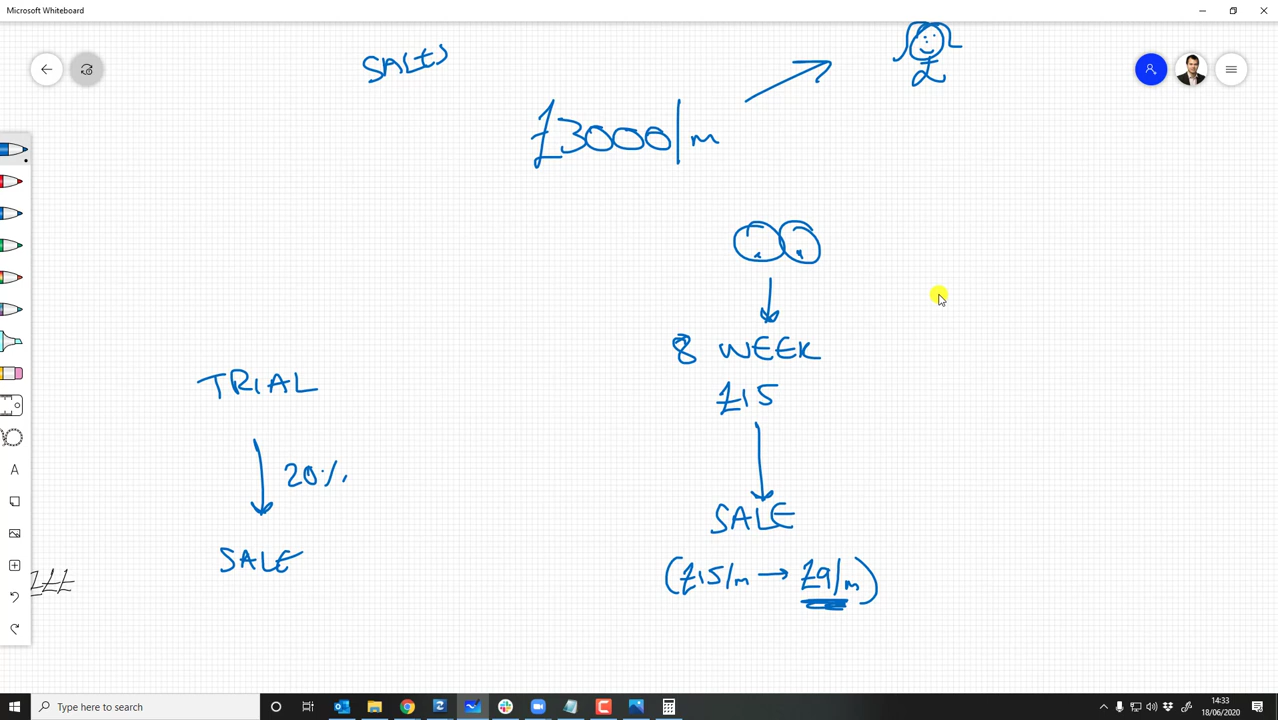 Microsoft Whiteboard
SALES
£
£3000/m
8 WEEK
£15
TRIAL
20%
SALE
SALE
(£15/m → £9/m)
£££
A
Type here to search
14:33
18/06/2020